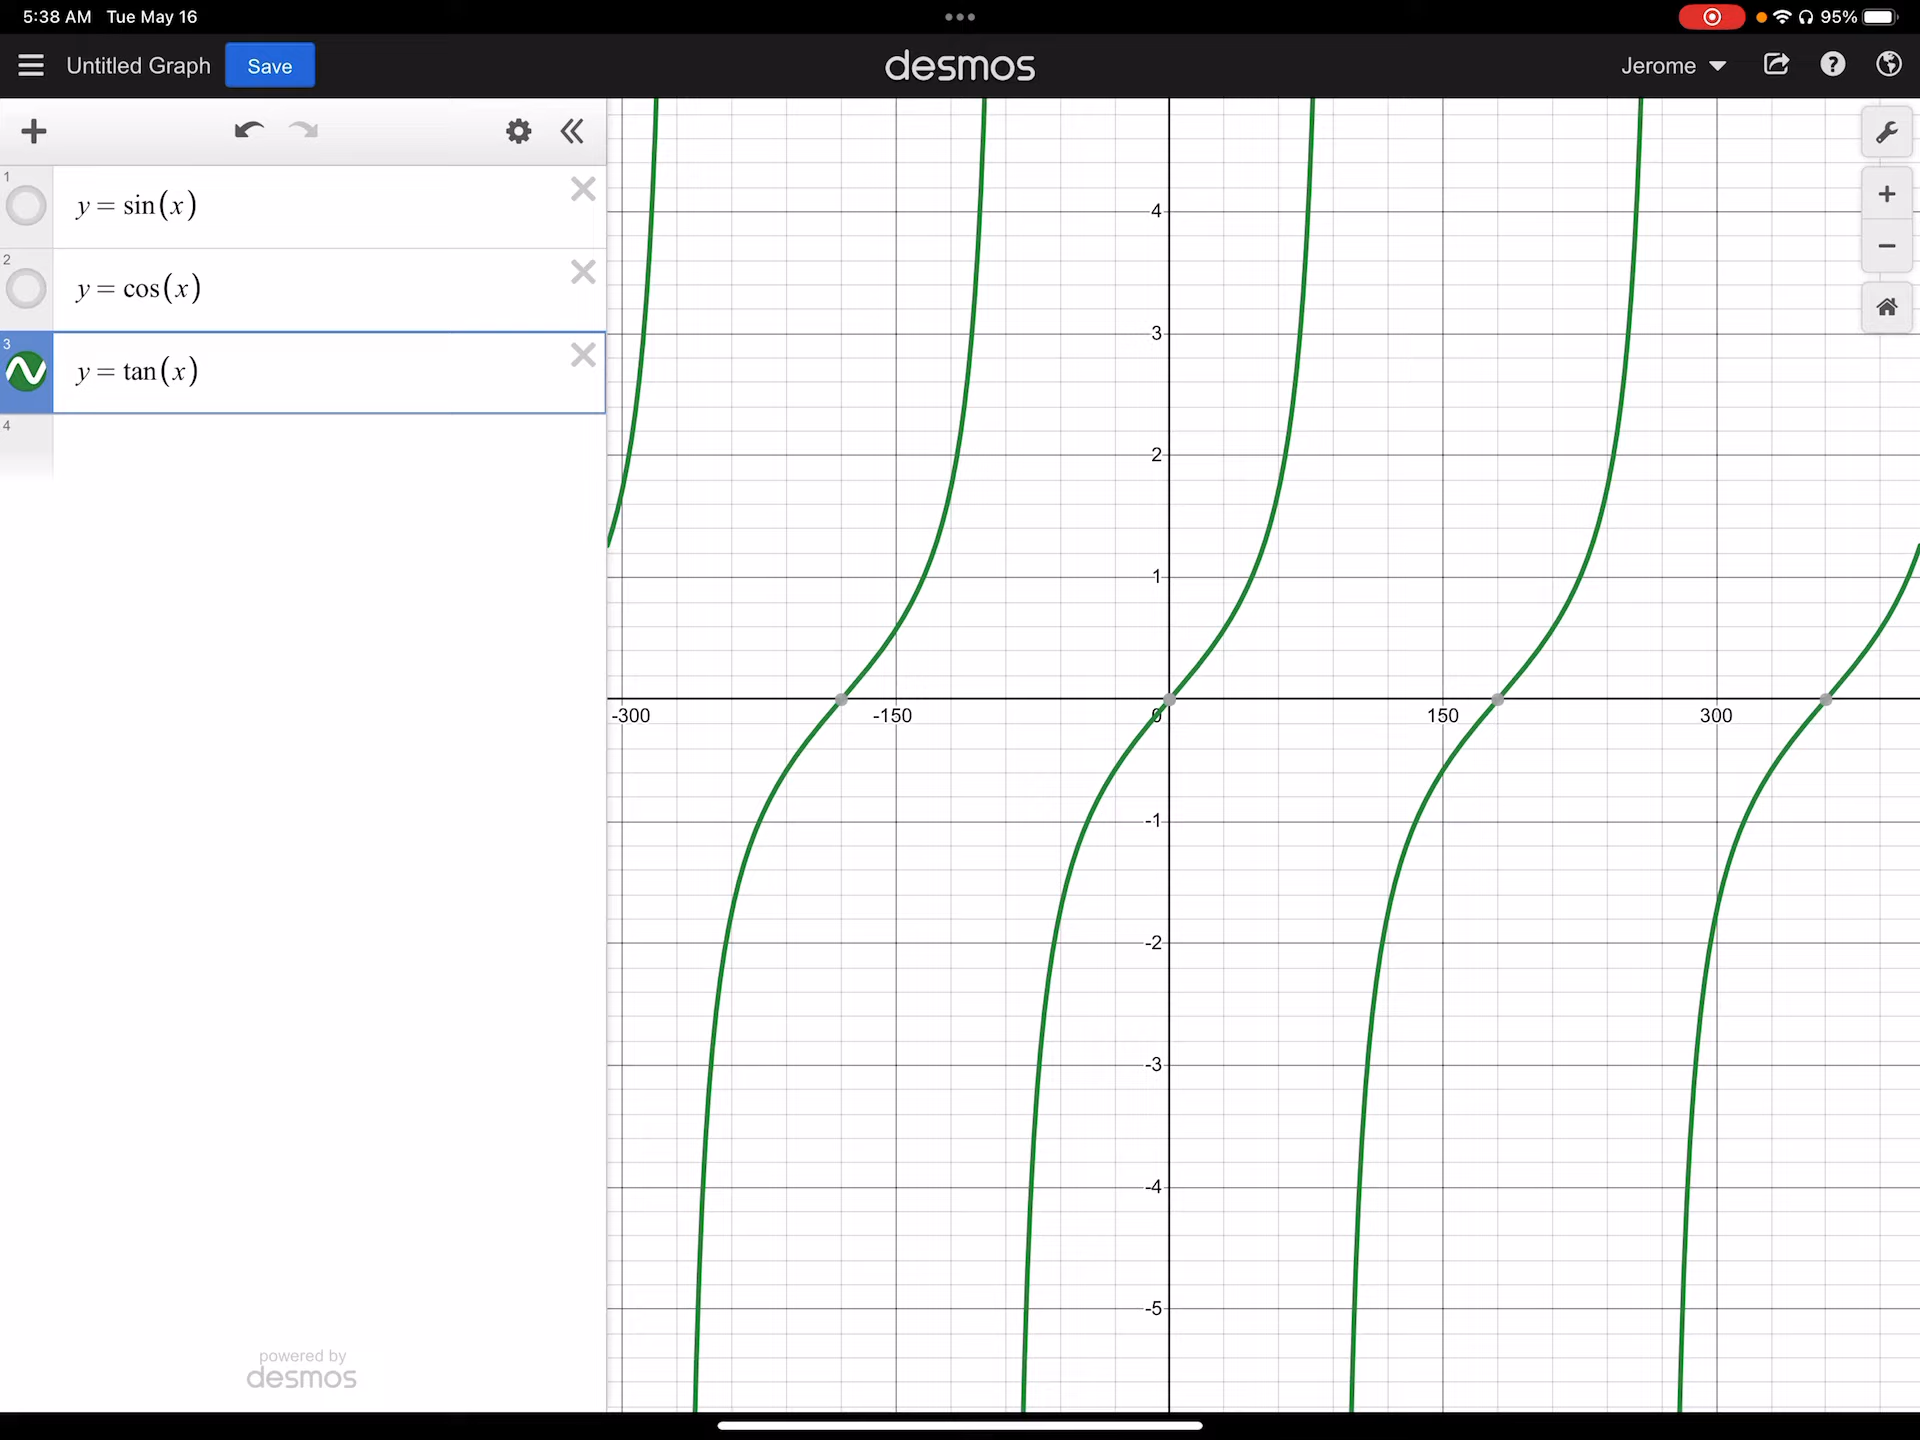 5:38 AM Tue May 16
95%
Untitled Graph
Save
desmos
Jerome
1
y = sin(x)
2
y = cos(x)
3
y = tan(x)
4
powered by
desmos
4
3
2
1
-300 -150 0 150 300
-1
-2
-3
-4
-5